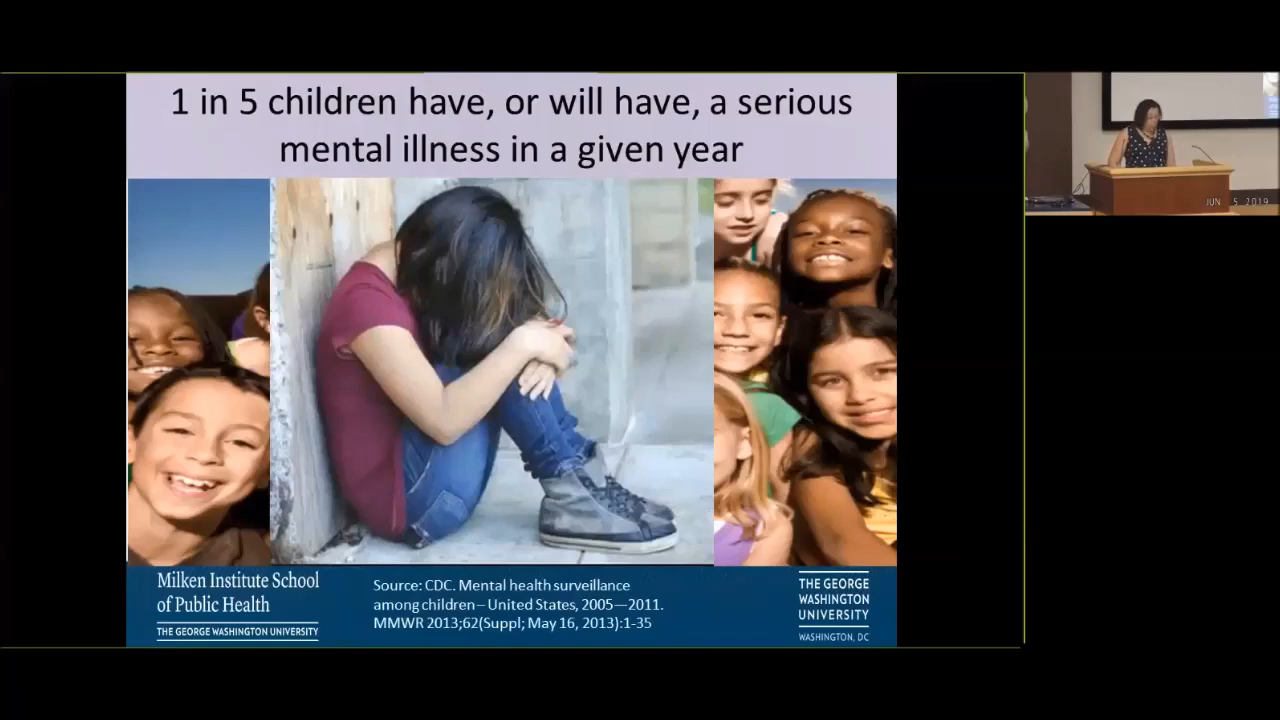 1 in 5 children have, or will have, a serious
mental illness in a given year
Milken Institute School
of Public Health
THE GEORGE WASHINGTON UNIVERSITY
Source: CDC. Mental health surveillance
among children– United States, 2005—2011.
MMWR 2013;62(Suppl; May 16, 2013):1-35
THE GEORGE
WASHINGTON
UNIVERSITY
WASHINGTON, DC
JUN 5 2019